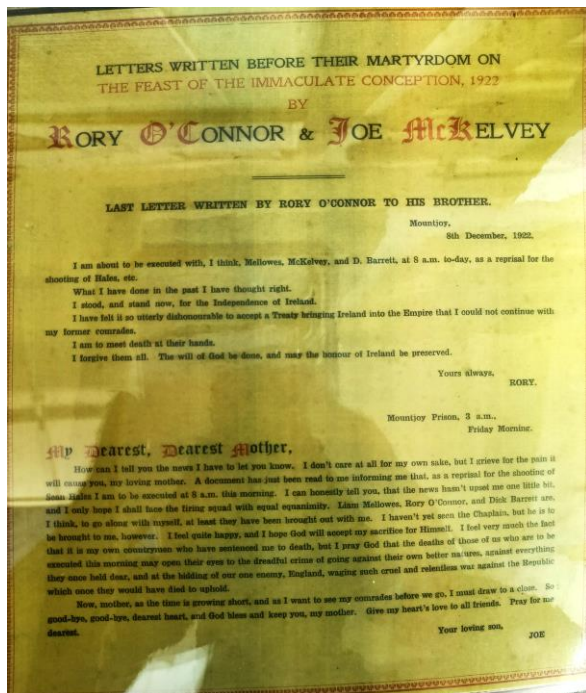 LETTERS WRITTEN BEFORE THEIR MARTYRDOM ON
THE FEAST OF THE IMMACULATE CONCEPTION, 1922
BY
RORY O'CONNOR & JOE McKELVEY
LAST LETTER WRITTEN BY RORY O'CONNOR TO HIS BROTHER.
Mountjoy,
8th December, 1922.
I am about to be executed with, I think, Mellowes, McKelvey, and D. Barrett, at 8 a.m. to-day, as a reprisal for the
shooting of Hales, etc.
What I have done in the past I have thought right.
I stood, and stand now, for the Independence of Ireland.
I have felt it so utterly dishonourable to accept a Treaty bringing Ireland into the Empire that I could not continue with
my former comrades.
I am to meet death at their hands.
I forgive them all. The will of God be done, and may the honour of Ireland be preserved.
Yours always,
RORY.
Mountjoy Prison, 3 a.m.,
Friday Morning.
My Dearest, Dearest Mother,
How can I tell you the news I have to let you know. I don't care at all for my own sake, but I grieve for the pain it
will cause you, my loving mother. A document has just been read to me informing me that, as a reprisal for the shooting of
Sean Hales I am to be executed at 8 a.m. this morning. I can honestly tell you, that the news hasn't upset me one little bit,
and I only hope I shall face the firing squad with equal equanimity. Liam Mellowes, Rory O'Connor, and Dick Barrett are,
I think, to go along with myself, at least they have been brought out with me. I haven't yet seen the Chaplain, but he is to
be brought to me, however. I feel quite happy, and I hope God will accept my sacrifice for Himself. I feel very much the fact
that it is my own countrymen who have sentenced me to death, but I pray God that the deaths of those of us who are to be
executed this morning may open their eyes to the dreadful crime of going against their own better natures, against everything
they once held dear, and at the bidding of our one enemy, England, waging such cruel and relentless war against the Republic
which once they would have died to uphold.
Now, mother, as the time is growing short, and as I want to see my comrades before we go, I must draw to a close. So
good-bye, good-bye, dearest heart, and God bless and keep you, my mother. Give my heart's love to all friends. Pray for me
dearest.
Your loving son,
JOE